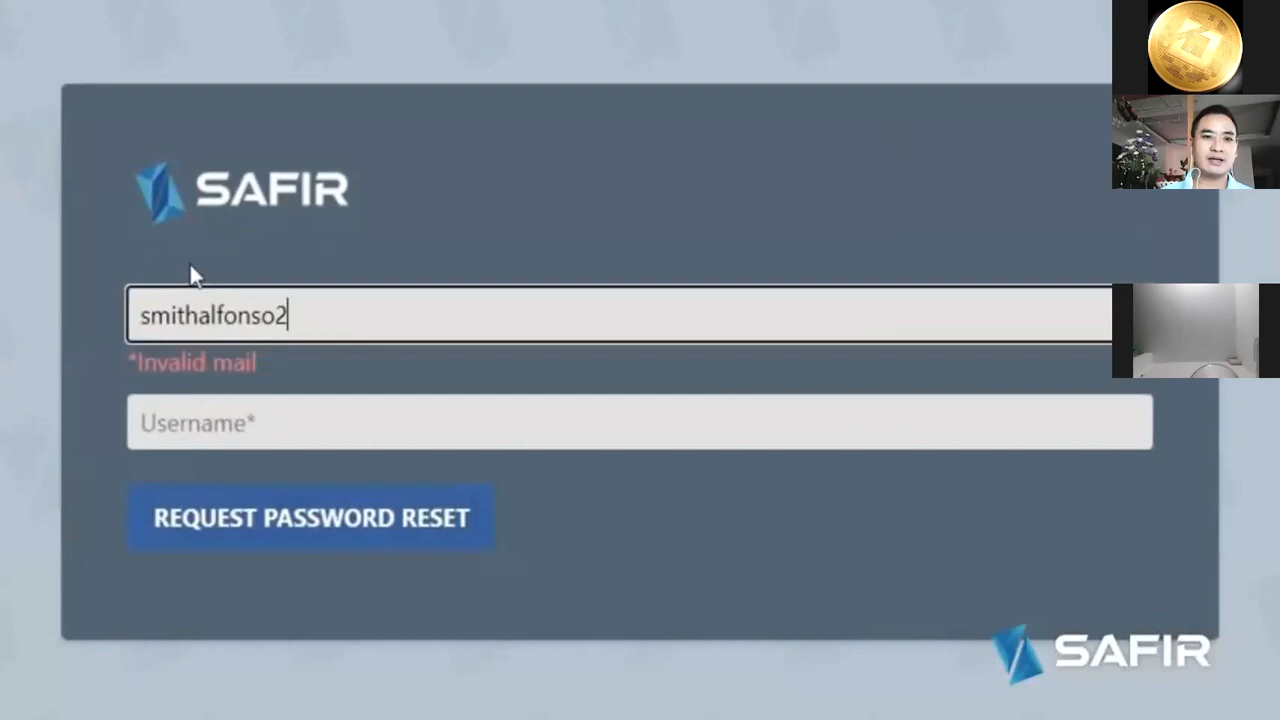 SAFIR
smithalfonso2
*Invalid mail
Username*
REQUEST PASSWORD RESET
SAFIR